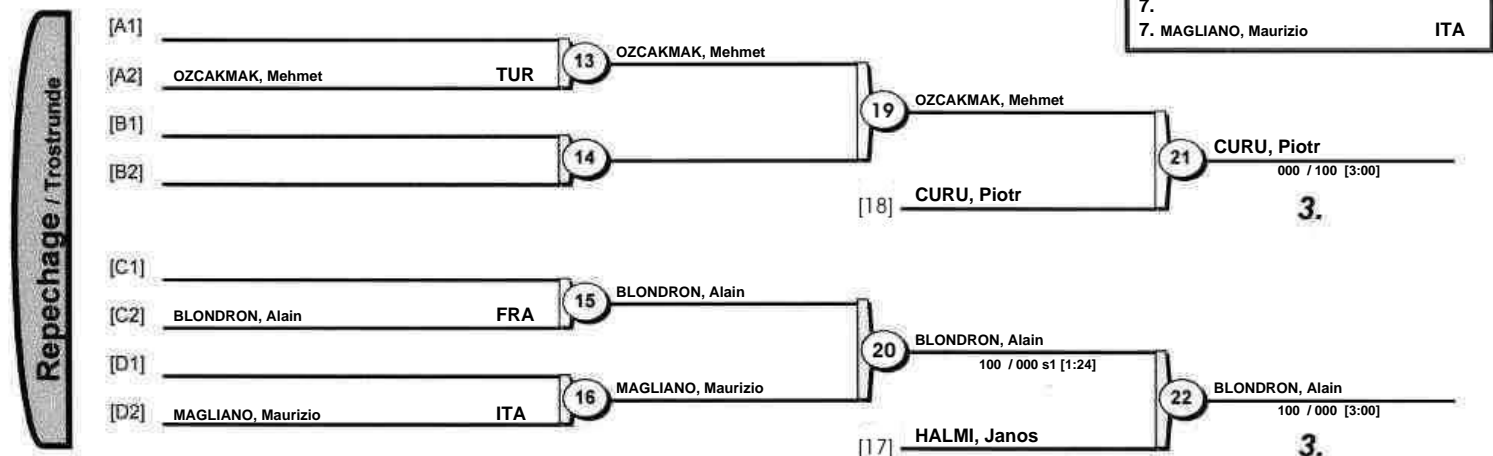 7.
7. MAGLIANO, Maurizio ITA
Repechage / Trostrunde
[A1]
[A2] OZCAKMAK, Mehmet TUR
13
OZCAKMAK, Mehmet
[B1]
[B2]
14
19
OZCAKMAK, Mehmet
[18] CURU, Piotr
21
CURU, Piotr
000 / 100 [3:00]
3.
[C1]
[C2] BLONDRON, Alain FRA
15
BLONDRON, Alain
[D1]
[D2] MAGLIANO, Maurizio ITA
16
MAGLIANO, Maurizio
20
BLONDRON, Alain
100 / 000 s1 [1:24]
[17] HALMI, Janos
22
BLONDRON, Alain
100 / 000 [3:00]
3.